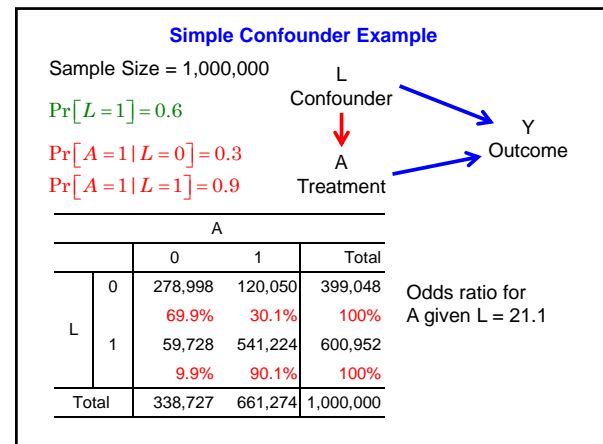 Simple Confounder Example
Sample Size = 1,000,000
L
Confounder
Pr[L = 1] = 0.6
Y
Outcome
Pr[A = 1 | L = 0] = 0.3
A
Pr[A = 1 | L = 1] = 0.9
Treatment
A
0 1 Total
0 278,998 120,050 399,048
69.9% 30.1% 100%
L
1 59,728 541,224 600,952
9.9% 90.1% 100%
Total 338,727 661,274 1,000,000
Odds ratio for
A given L = 21.1